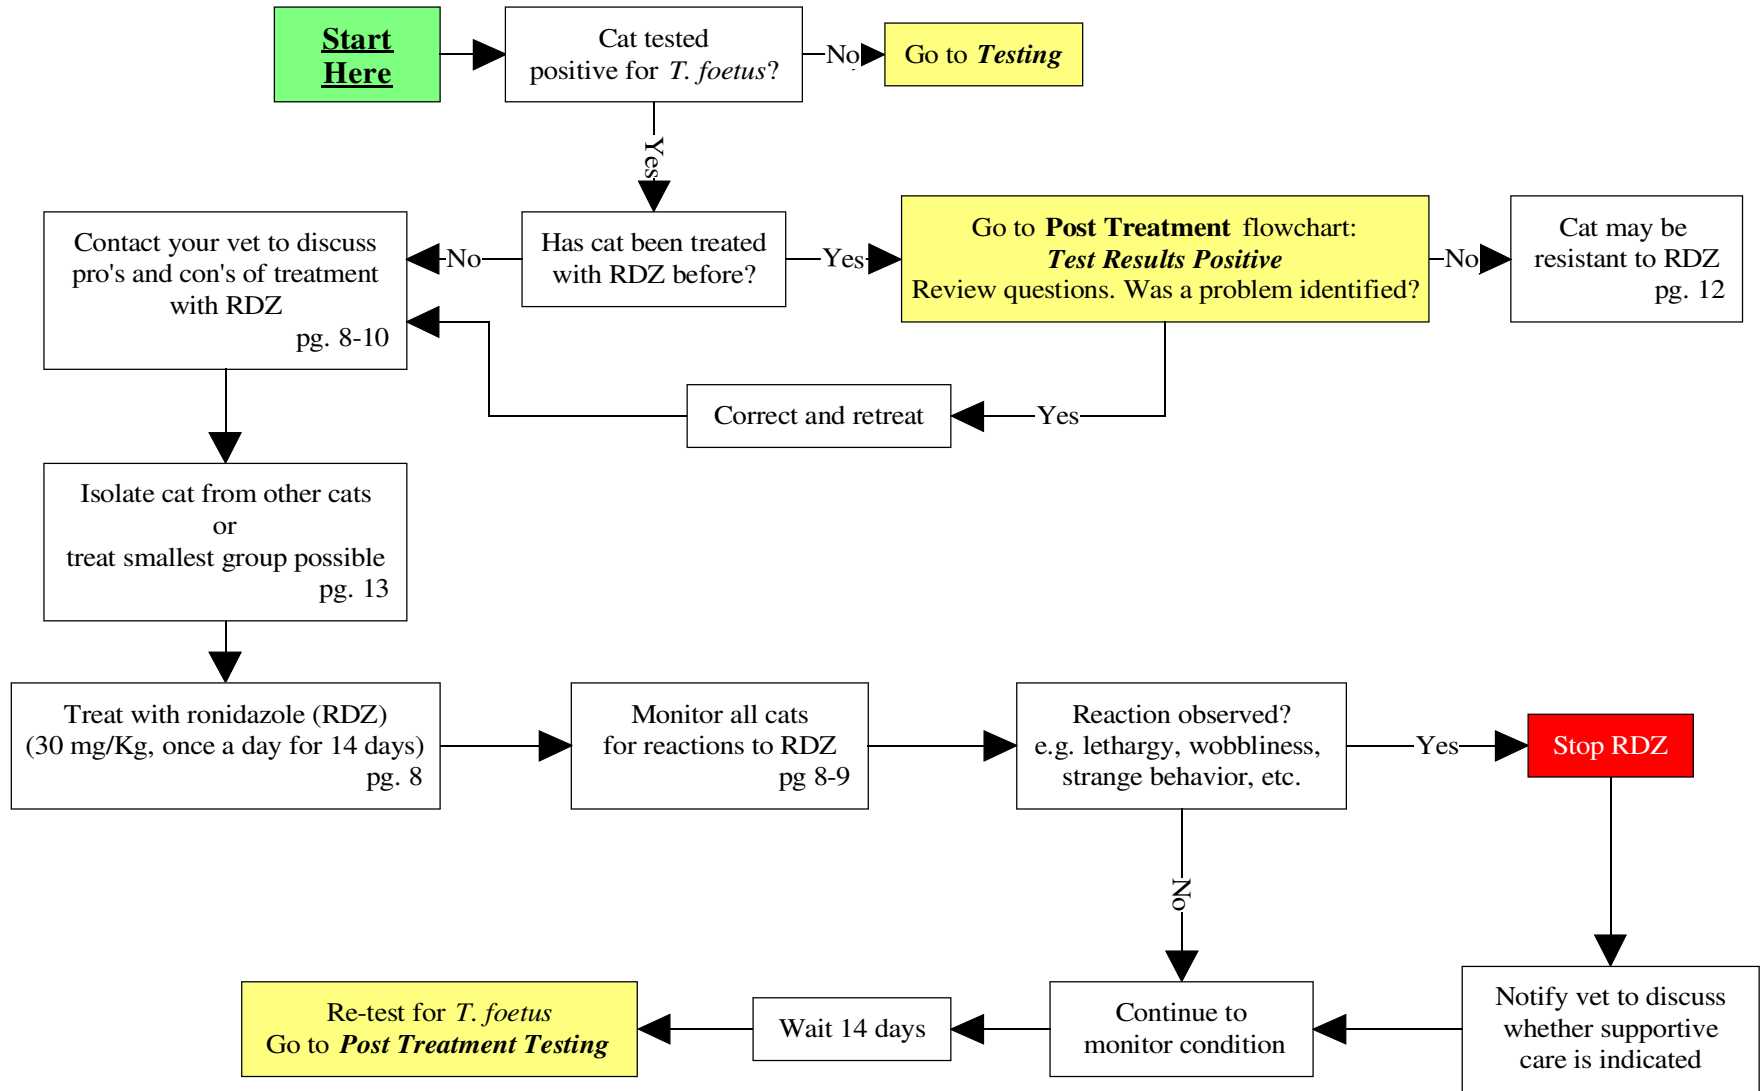 Start
Here
Cat tested
positive for T. foetus?
No
Go to Testing
Yes
Contact your vet to discuss
pro's and con's of treatment
with RDZ
pg. 8-10
No
Has cat been treated
with RDZ before?
Yes
Go to Post Treatment flowchart:
Test Results Positive
Review questions. Was a problem identified?
No
Cat may be
resistant to RDZ
pg. 12
Correct and retreat
Yes
Isolate cat from other cats
or
treat smallest group possible
pg. 13
Treat with ronidazole (RDZ)
(30 mg/Kg, once a day for 14 days)
pg. 8
Monitor all cats
for reactions to RDZ
pg 8-9
Reaction observed?
e.g. lethargy, wobbliness,
strange behavior, etc.
Yes
Stop RDZ
No
Re-test for T. foetus
Go to Post Treatment Testing
Wait 14 days
Continue to
monitor condition
Notify vet to discuss
whether supportive
care is indicated